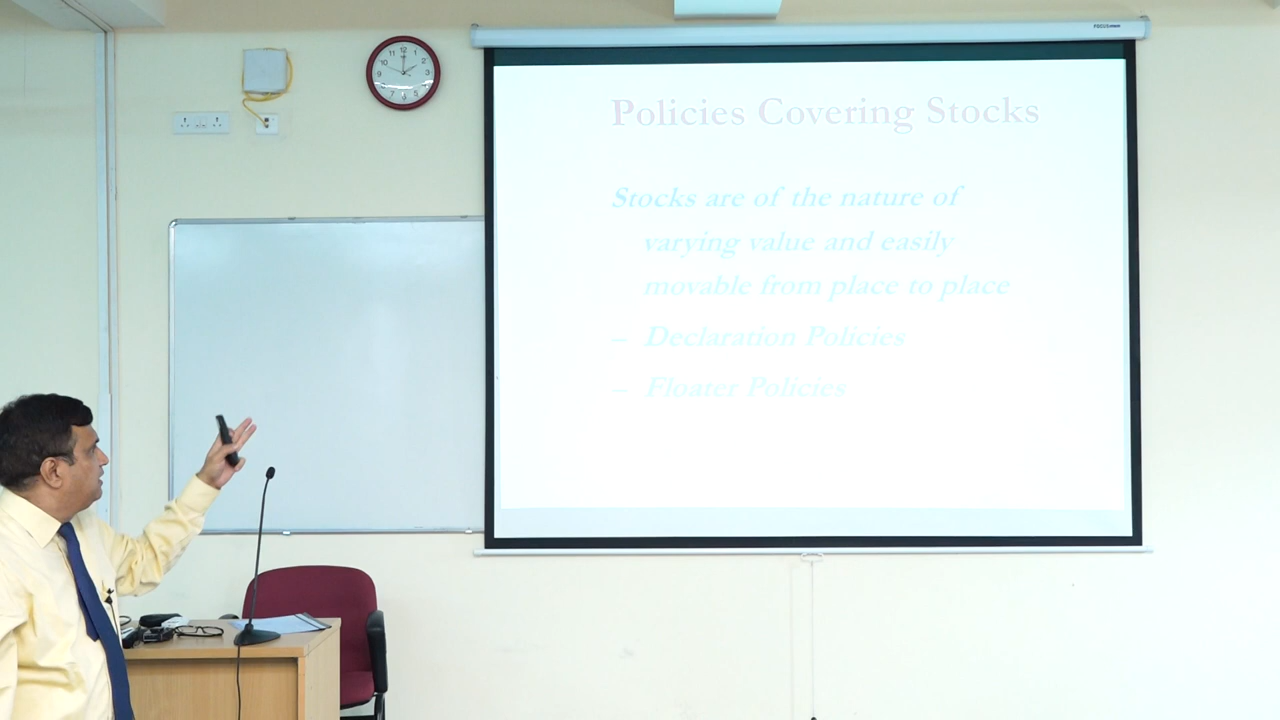 Policies Covering Stocks
Stocks are of the nature of
varying value and easily
movable from place to place
– Declaration Policies
– Floater Policies